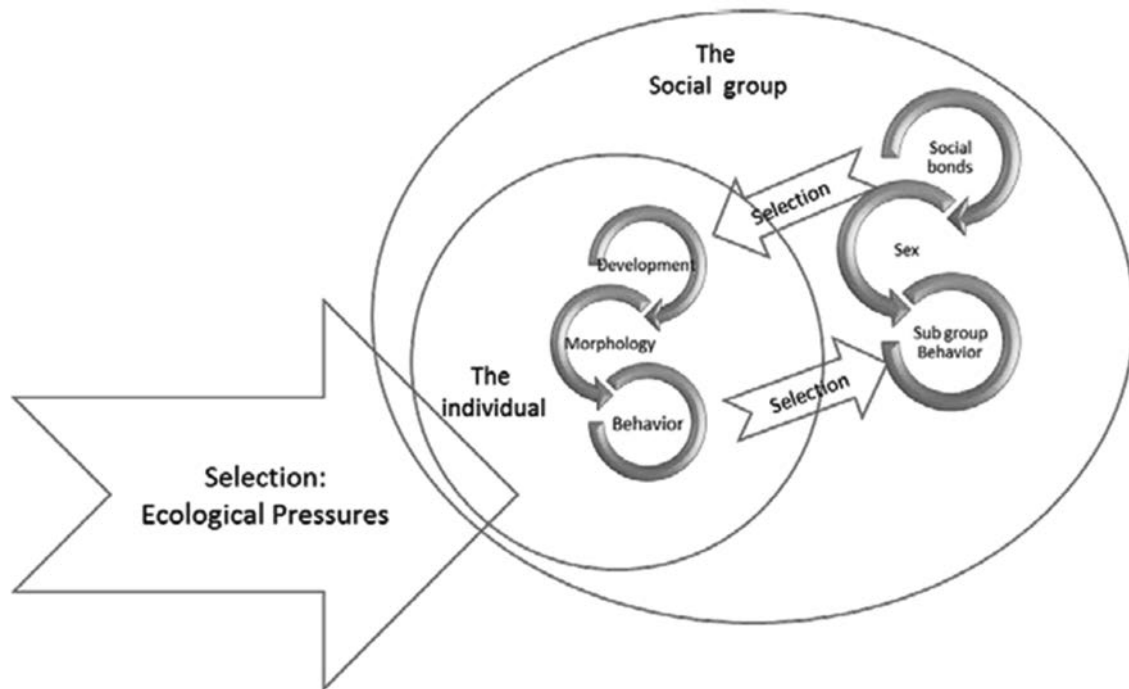 The
Social group
Social
bonds
Selection
Development
Sex
Morphology
Sub group
Behavior
The
individual
Selection
Behavior
Selection:
Ecological Pressures